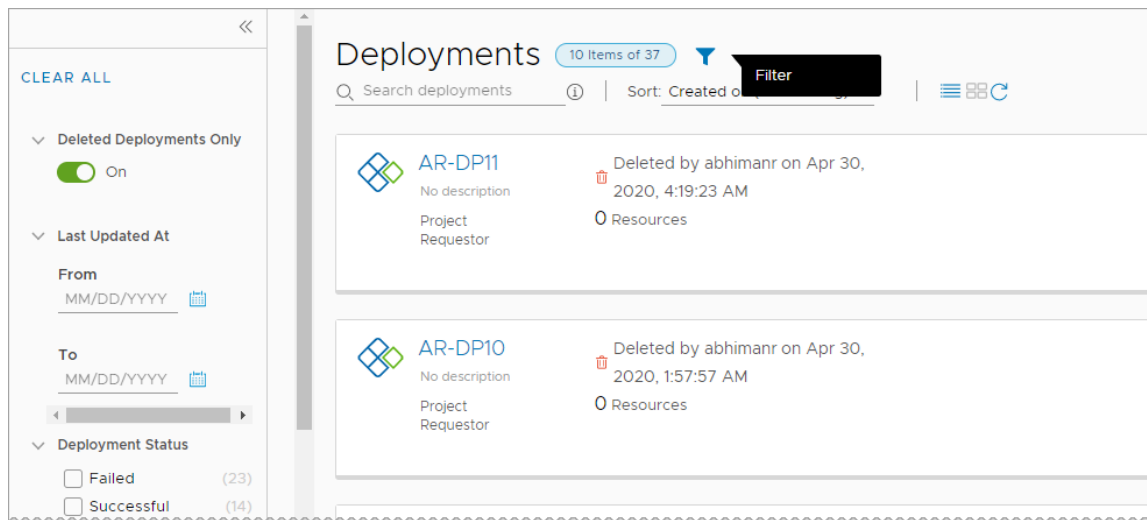 CLEAR ALL
Deleted Deployments Only
On
Last Updated At
From
MM/DD/YYYY
To
MM/DD/YYYY
Deployment Status
Failed (23)
Successful (14)
Deployments 10 Items of 37
Filter
Search deployments Sort: Created
AR-DP11
No description
Project
Requestor
Deleted by abhimanr on Apr 30,
2020, 4:19:23 AM
0 Resources
AR-DP10
No description
Project
Requestor
Deleted by abhimanr on Apr 30,
2020, 1:57:57 AM
0 Resources